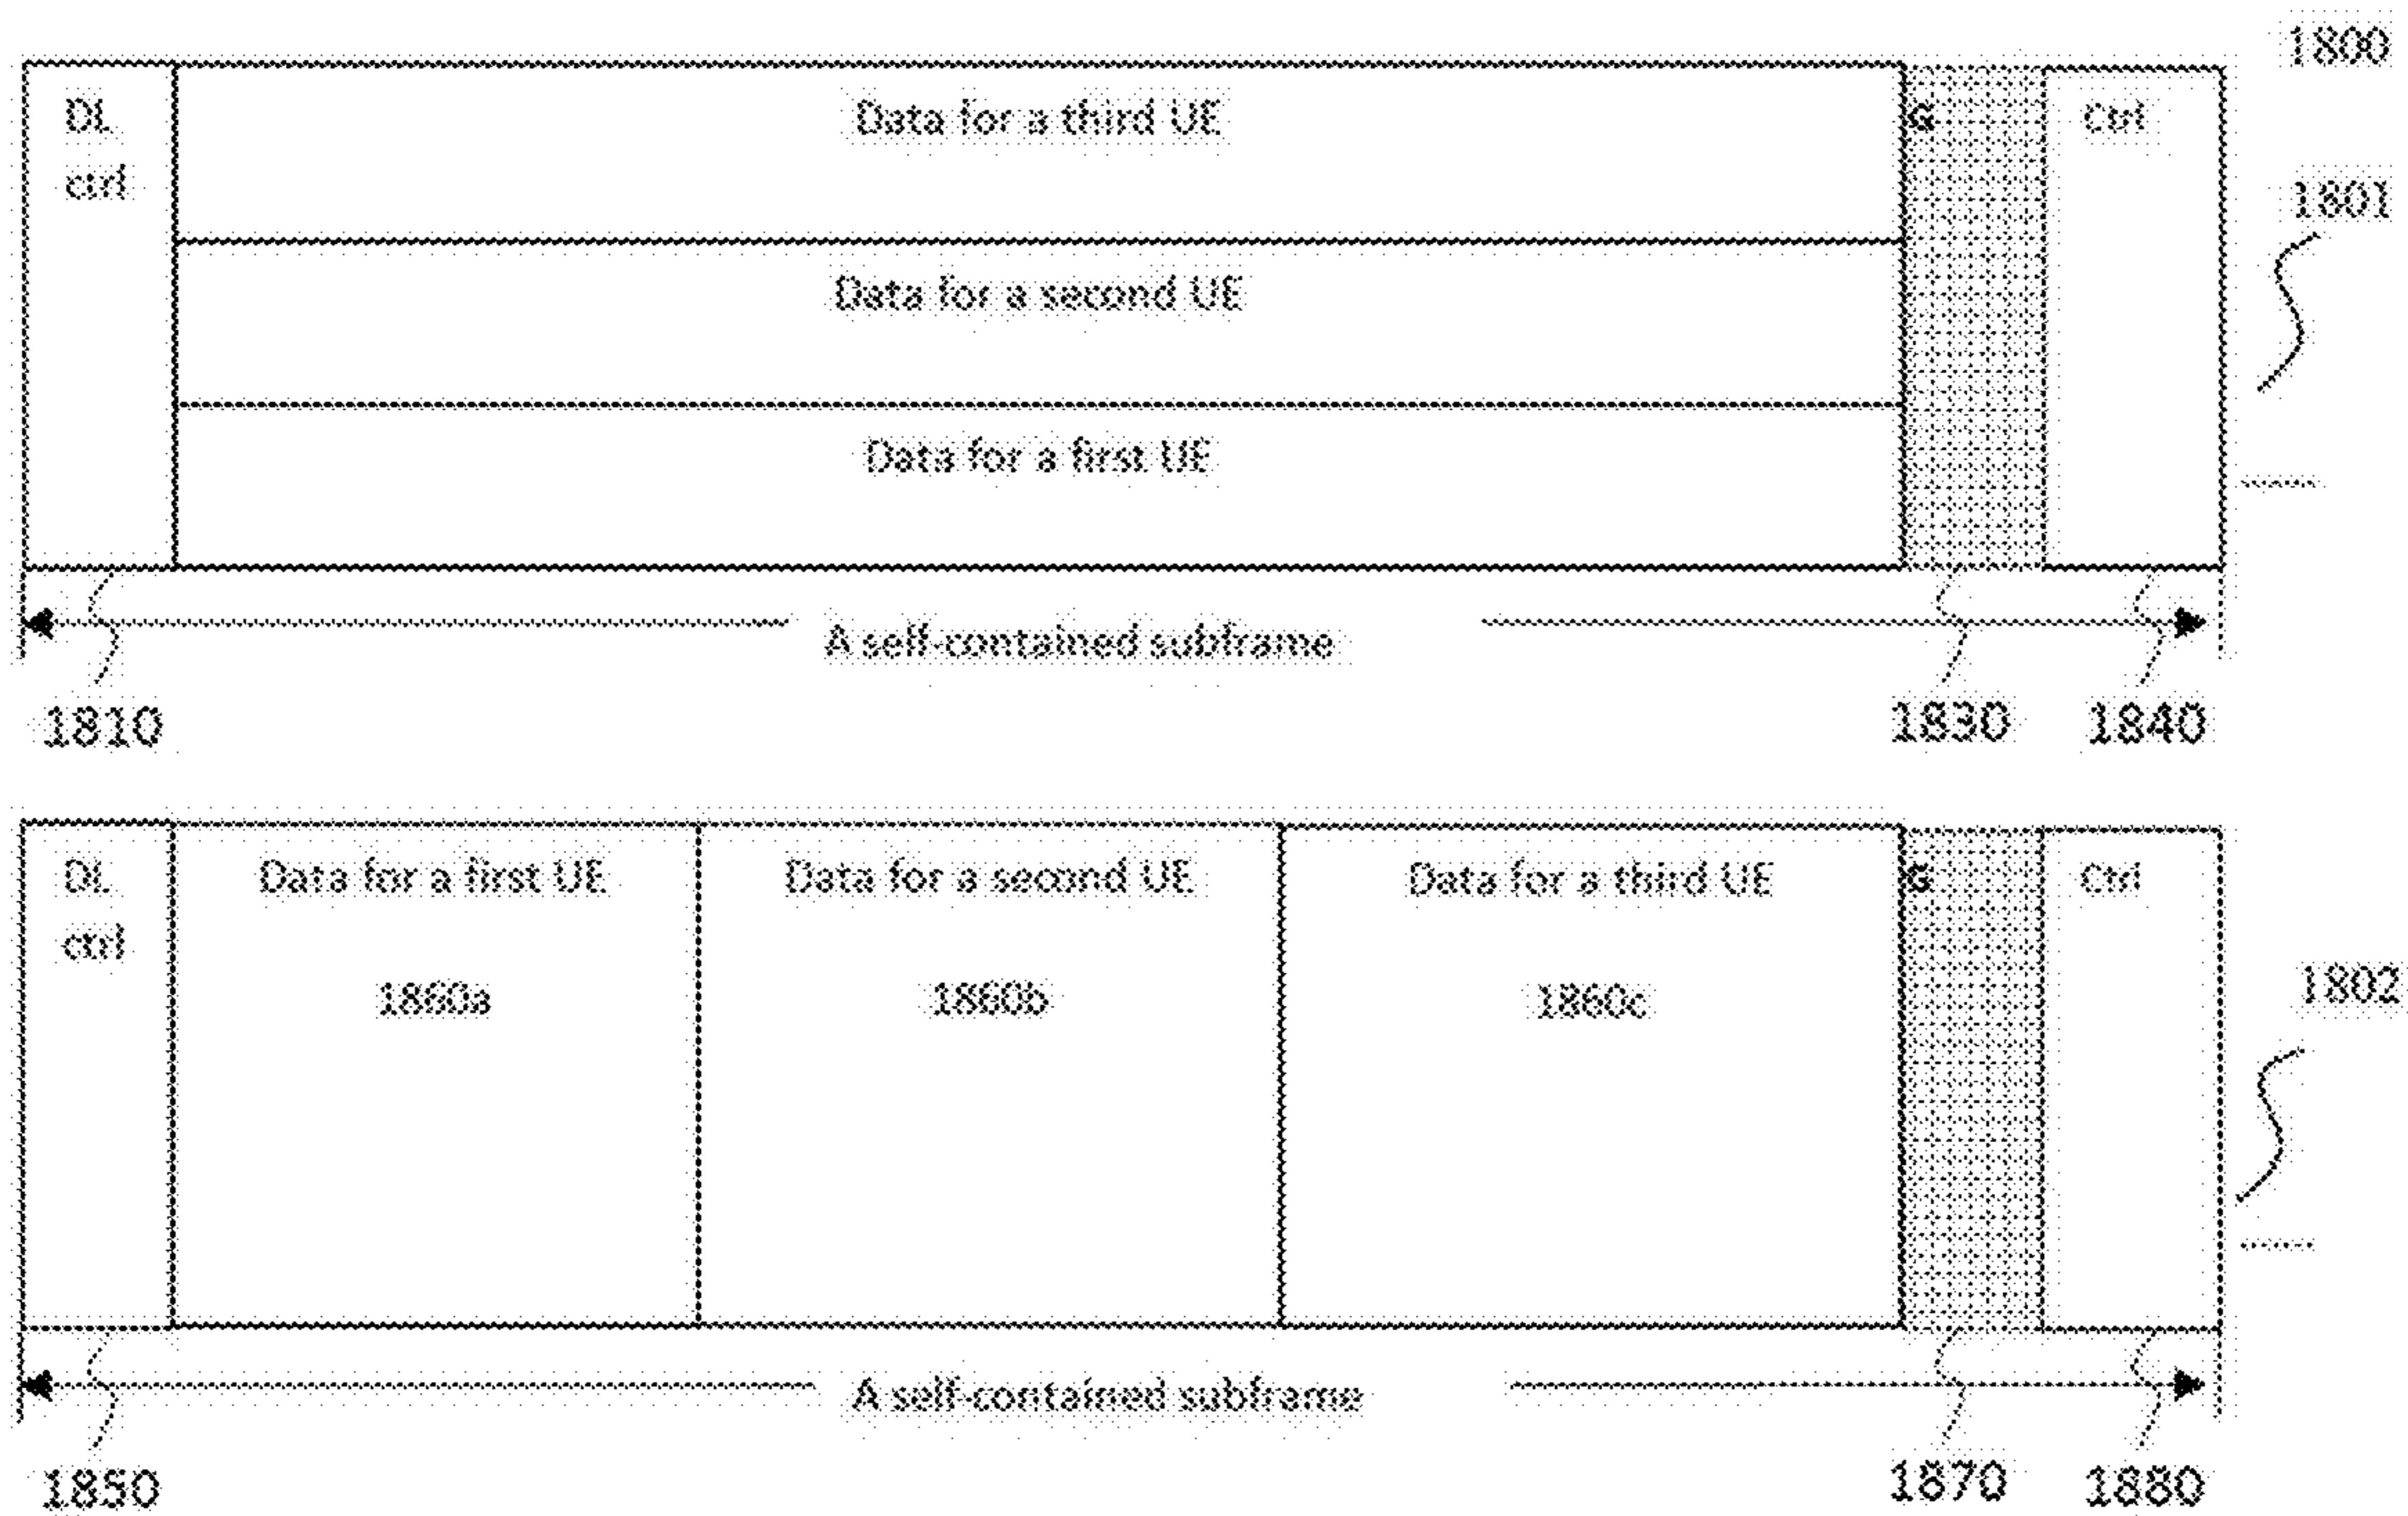 1800
DL
ctrl
Data for a third UE
G
Ctrl
1801
Data for a second UE
Data for a first UE
A self-contained subframe
1810
1830
1840
DL
ctrl
Data for a first UE
Data for a second UE
Data for a third UE
G
Ctrl
1860a
1860b
1860c
1802
A self-contained subframe
1850
1870
1880